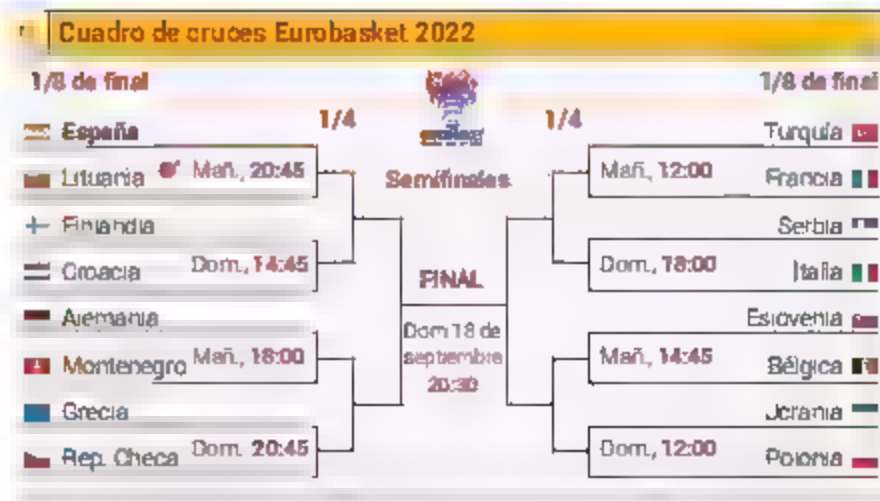 Cuadro de cruces Eurobasket 2022
1/8 de final
1/8 de final
1/4
1/4
España
Lituania
Mañ., 20:45
Finlandia
Croacia
Dom., 14:45
Alemania
Montenegro
Mañ., 18:00
Grecia
Rep. Checa
Dom. 20:45
Semifinales
FINAL
Dom 18 de
septiembre
20:30
Turquía
Mañ., 12:00
Francia
Serbia
Dom., 18:00
Italia
Eslovenia
Mañ., 14:45
Bélgica
Ucrania
Dom., 12:00
Polonia